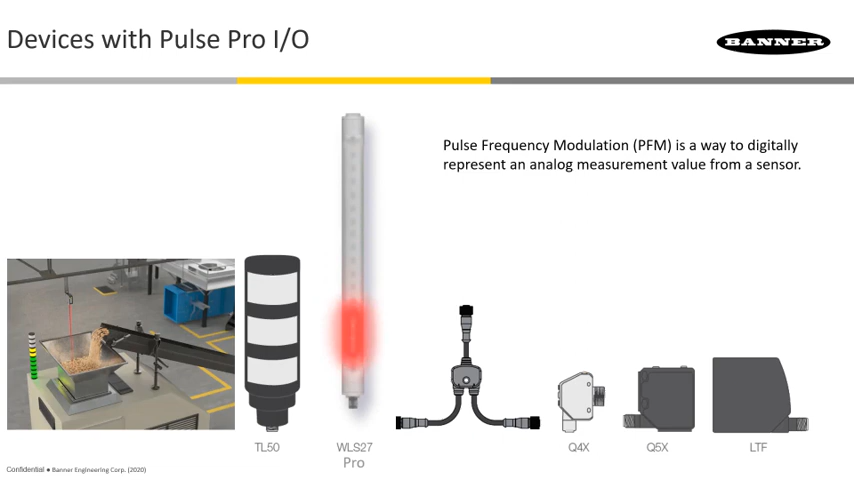 Devices with Pulse Pro I/O
BANNER
Pulse Frequency Modulation (PFM) is a way to digitally
represent an analog measurement value from a sensor.
TL50
WLS27
Pro
Q4X
Q5X
LTF
Confidential ● Banner Engineering Corp. (2020)